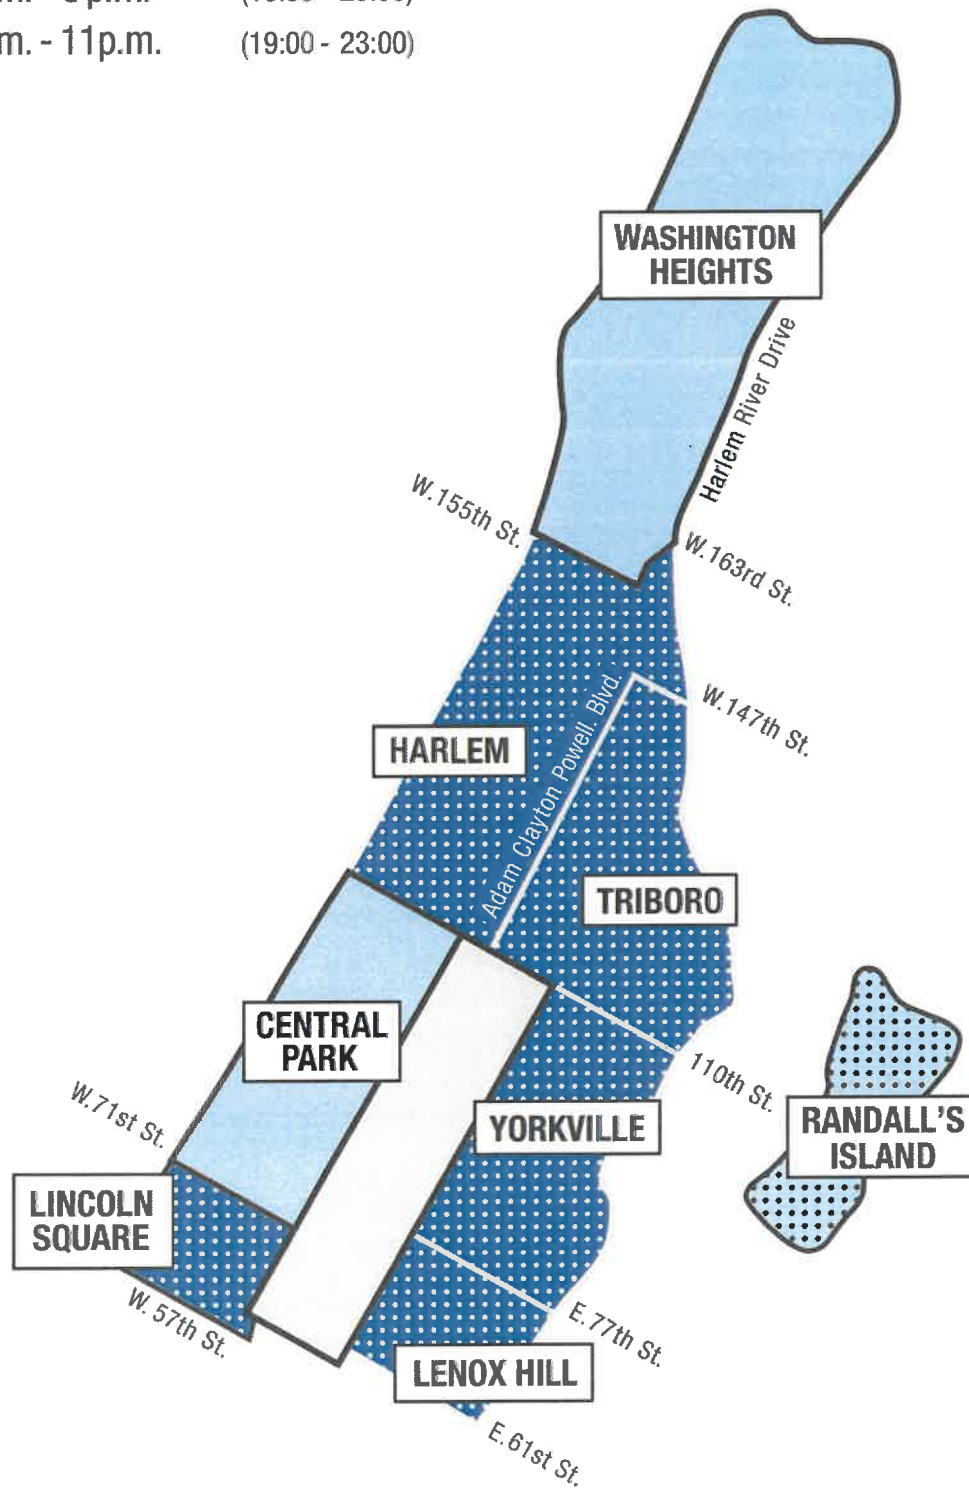 m. - 11p.m. (19:00 - 23:00)
WASHINGTON
HEIGHTS
Harlem River Drive
W.155th St.
W.163rd St.
W.147th St.
HARLEM
Adam Clayton Powell. Blvd.
TRIBORO
CENTRAL
PARK
110th St.
W.71st St.
YORKVILLE
RANDALL'S
ISLAND
LINCOLN
SQUARE
W. 57th St.
E.77th St.
LENOX HILL
E.61st St.